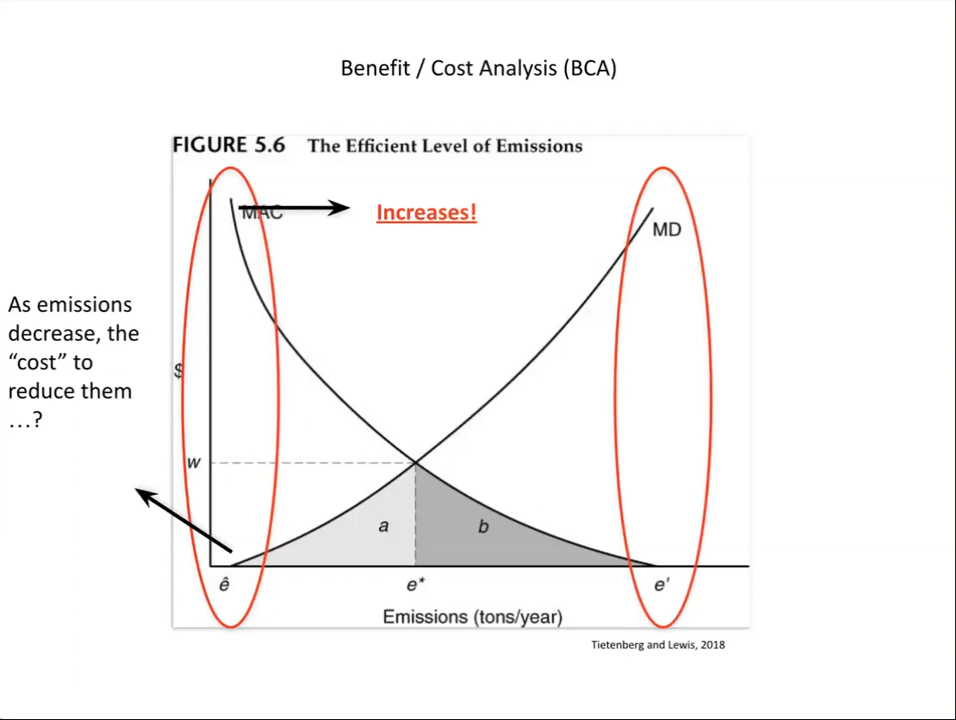 Benefit / Cost Analysis (BCA)
FIGURE 5.6 The Efficient Level of Emissions
MAC
Increases!
MD
As emissions
decrease, the
“cost” to
reduce them
…?
$
w
a
b
ê
e*
e'
Emissions (tons/year)
Tietenberg and Lewis, 2018